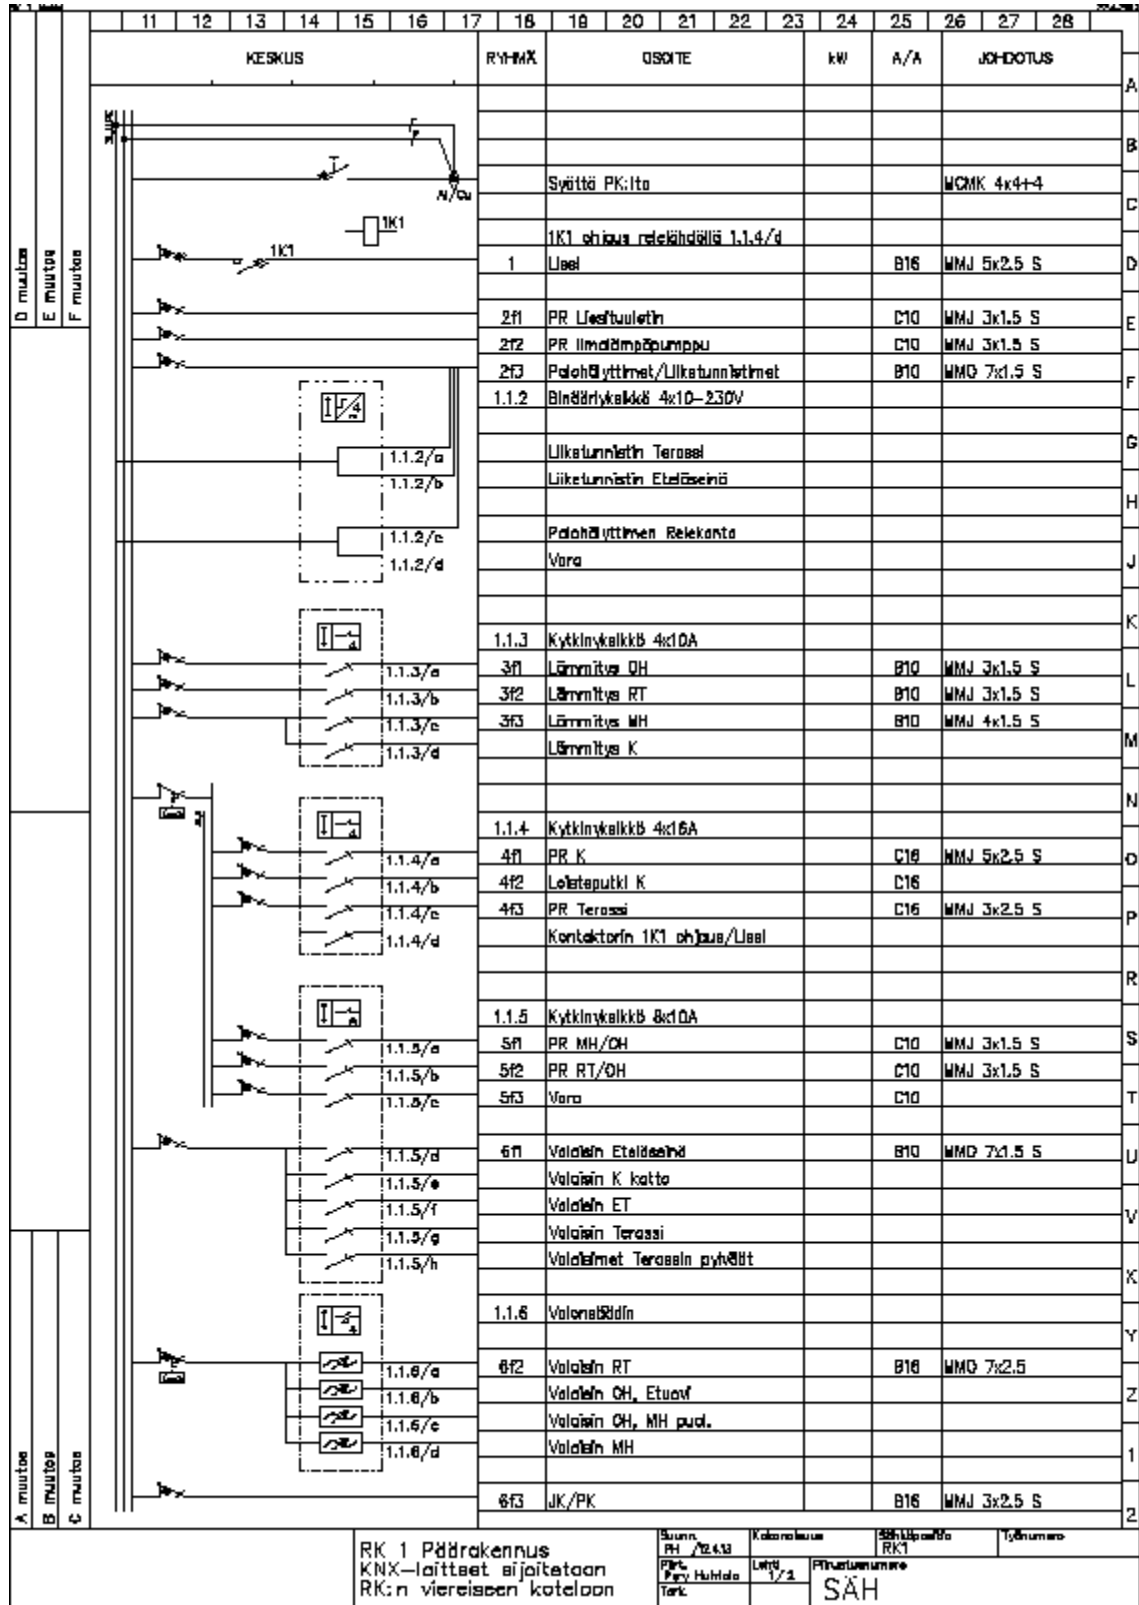 11 12 13 14 15 16 17 18 19 20 21 22 23 24 25 26 27 28
KESKUS RYHMÄ OSOITE kW A/A JOHDOTUS
Al/Cu Syöttö PK:lta MCMK 4x4+4
1K1
1K1 ohjaus relelähdöllä 1.1.4/d
1K1 1 Liesi B16 MMJ 5x2.5 S
2f1 PR Liesituuletin C10 MMJ 3x1.5 S
2f2 PR Ilmalämpöpumppu C10 MMJ 3x1.5 S
2f3 Palohälyttimet/Liiketunnistimet B10 MMO 7x1.5 S
1.1.2 Binääriyksikkö 4x10-230V
1.1.2/a Liiketunnistin Terassi
1.1.2/b Liiketunnistin Eteläseinä
1.1.2/c Palohälyttimen Relekanta
1.1.2/d Vara
1.1.3 Kytkinyksikkö 4x10A
1.1.3/a 3f1 Lämmitys OH B10 MMJ 3x1.5 S
1.1.3/b 3f2 Lämmitys RT B10 MMJ 3x1.5 S
1.1.3/c 3f3 Lämmitys MH B10 MMJ 4x1.5 S
1.1.3/d Lämmitys K
1.1.4 Kytkinyksikkö 4x16A
1.1.4/a 4f1 PR K C16 MMJ 5x2.5 S
1.1.4/b 4f2 Loisteputki K C16
1.1.4/c 4f3 PR Terassi C16 MMJ 3x2.5 S
1.1.4/d Kontaktorin 1K1 ohjaus/Liesi
1.1.5 Kytkinyksikkö 8x10A
1.1.5/a 5f1 PR MH/OH C10 MMJ 3x1.5 S
1.1.5/b 5f2 PR RT/OH C10 MMJ 3x1.5 S
1.1.5/c 5f3 Vara C10
1.1.5/d 6f1 Valaisin Eteläseinä B10 MMO 7x1.5 S
1.1.5/e Valaisin K katto
1.1.5/f Valaisin ET
1.1.5/g Valaisin Terassi
1.1.5/h Valaisimet Terassin pylväät
1.1.6 Valonsäädin
1.1.6/a 6f2 Valaisin RT B16 MMO 7x2.5
1.1.6/b Valaisin OH, Etuovi
1.1.6/c Valaisin OH, MH puol.
1.1.6/d Valaisin MH
6f3 JK/PK B16 MMJ 3x2.5 S
A
B
C
D
E
F
G
H
J
K
L
M
N
O
P
R
S
T
U
V
X
Y
Z
1
2
D muutos
E muutos
F muutos
A muutos
B muutos
C muutos
RK 1 Päärakennus
KNX-laitteet sijoitetaan
RK:n viereiseen koteloon
Suunn. PH /12.4.13
Piirt. Pary Huhtala
Tark.
Kokonaisuus
Lehti 1/2
Sähköpositio RK1
Työnumero
Piirustusnumero
SÄH